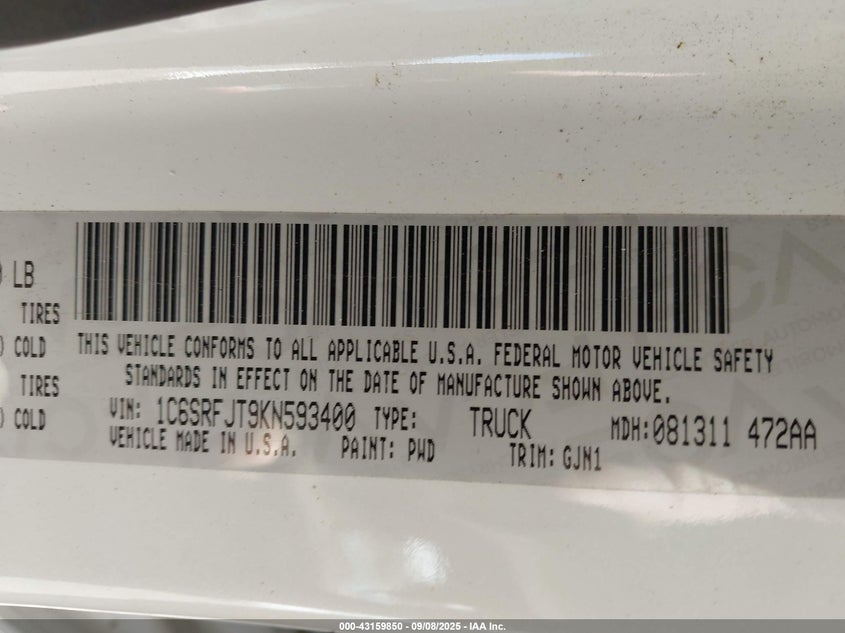 LB
TIRES
COLD
TIRES
COLD
THIS VEHICLE CONFORMS TO ALL APPLICABLE U.S.A. FEDERAL MOTOR VEHICLE SAFETY
STANDARDS IN EFFECT ON THE DATE OF MANUFACTURE SHOWN ABOVE.
VIN: 1C6SRFJT9KN593400 TYPE: TRUCK MDH:081311 472AA
VEHICLE MADE IN U.S.A. PAINT: PWD TRIM: GJN1
000-43159850 - 09/08/2025 - IAA Inc.